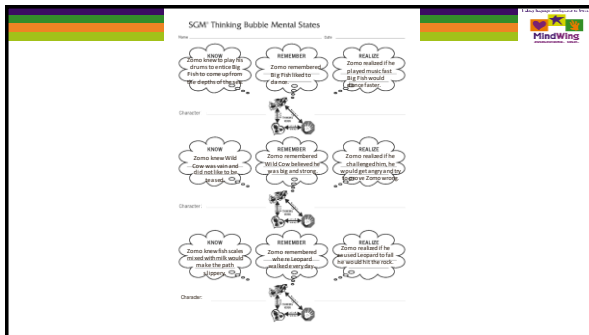 SGM® Thinking Bubble Mental States
MindWing
KNOW
Zomo knew to play his
drums to entice Big
Fish to come up from
the depths of the sea.
REMEMBER
Zomo remembered
Big Fish liked to
dance.
REALIZE
Zomo realized if he
played music fast
Big Fish would
dance faster.
Character
KNOW
Zomo knew Wild
Cow was vain and
did not like to be
teased.
REMEMBER
Zomo remembered
Wild Cow believed he
was big and strong.
REALIZE
Zomo realized if he
challenged him, he
would get angry and try
to prove Zomo wrong.
Character:
KNOW
Zomo knew fish scales
mixed with milk would
make the path
slippery.
REMEMBER
Zomo remembered
where Leopard
walked everyday.
REALIZE
Zomo realized if he
caused Leopard to fall
he would hit the rock.
Character: